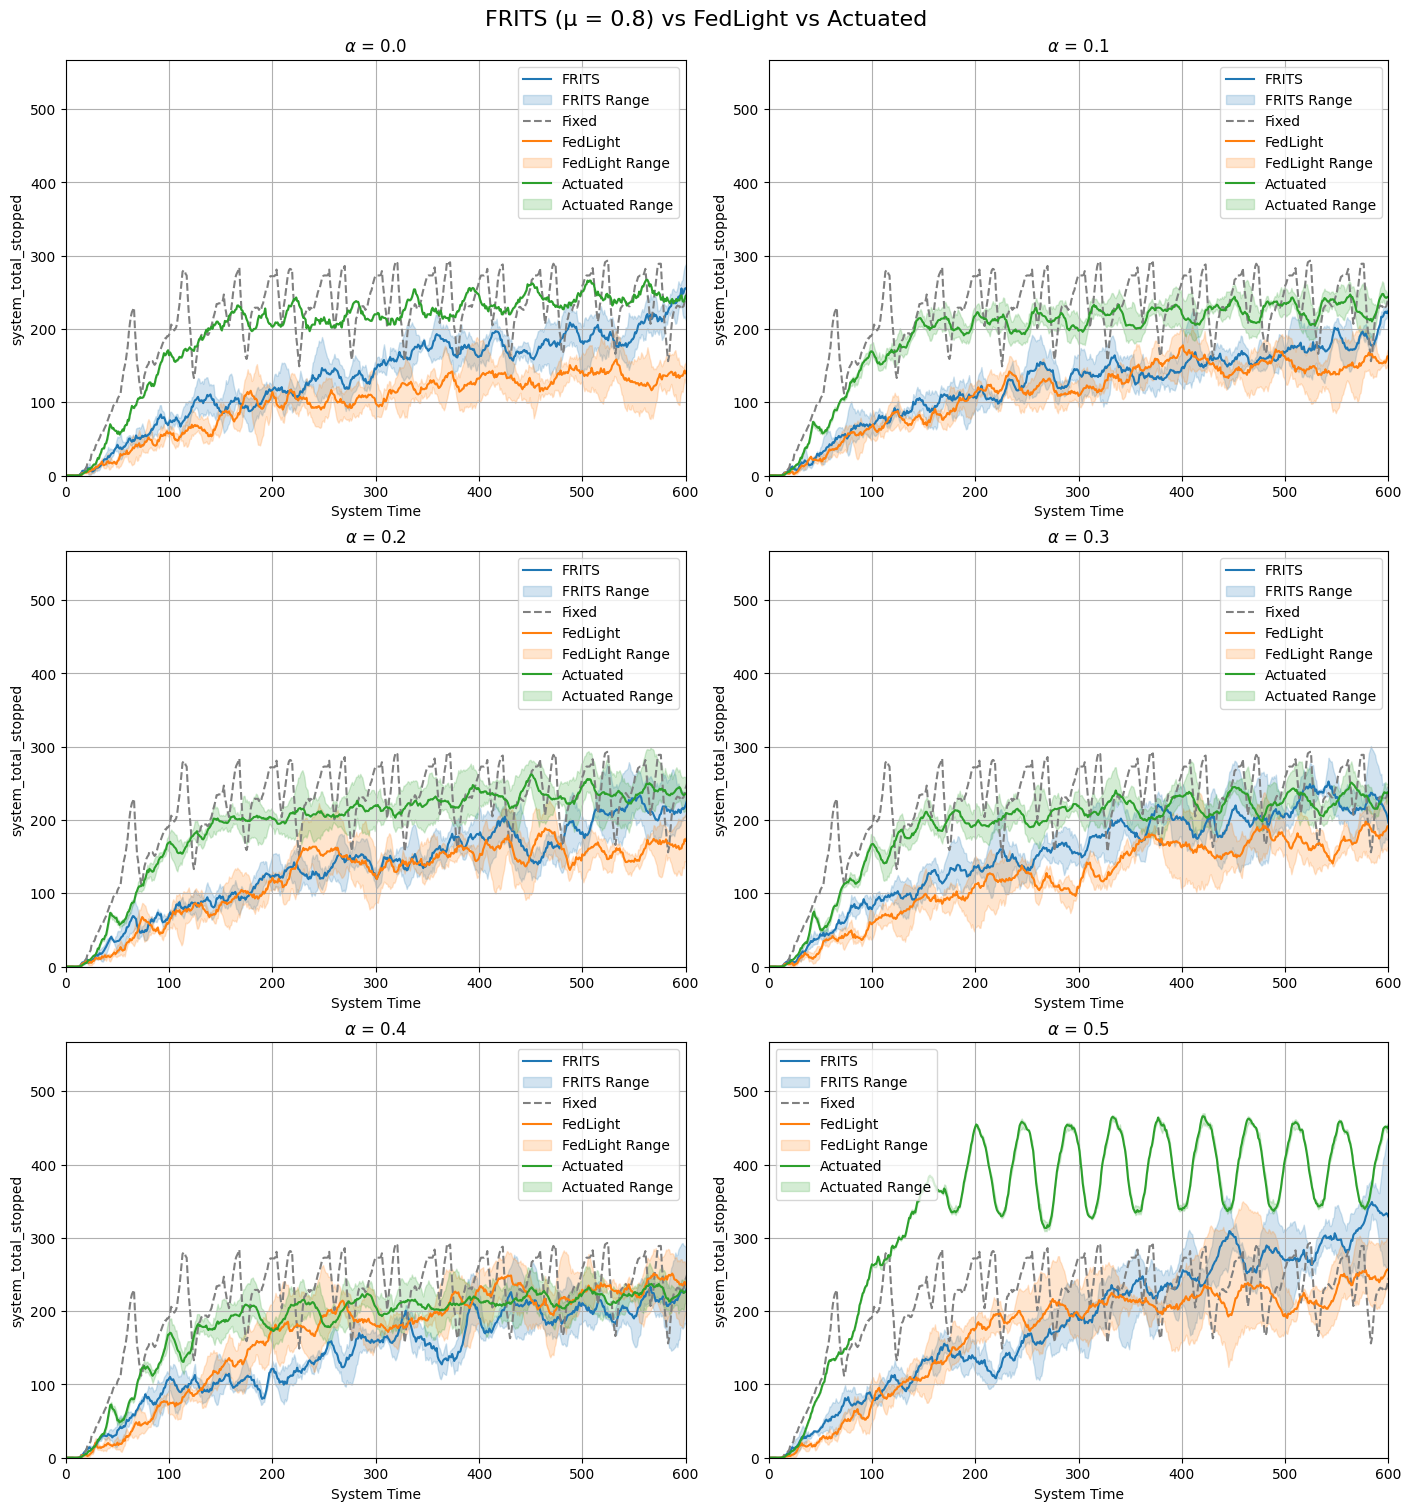 FRITS (μ = 0.8) vs FedLight vs Actuated
α = 0.0
system_total_stopped
500
400
300
200
100
0
FRITS
FRITS Range
Fixed
FedLight
FedLight Range
Actuated
Actuated Range
0 100 200 300 400 500 600
System Time
α = 0.1
system_total_stopped
500
400
300
200
100
0
FRITS
FRITS Range
Fixed
FedLight
FedLight Range
Actuated
Actuated Range
0 100 200 300 400 500 600
System Time
α = 0.2
system_total_stopped
500
400
300
200
100
0
FRITS
FRITS Range
Fixed
FedLight
FedLight Range
Actuated
Actuated Range
0 100 200 300 400 500 600
System Time
α = 0.3
system_total_stopped
500
400
300
200
100
0
FRITS
FRITS Range
Fixed
FedLight
FedLight Range
Actuated
Actuated Range
0 100 200 300 400 500 600
System Time
α = 0.4
system_total_stopped
500
400
300
200
100
0
FRITS
FRITS Range
Fixed
FedLight
FedLight Range
Actuated
Actuated Range
0 100 200 300 400 500 600
System Time
α = 0.5
system_total_stopped
500
400
300
200
100
0
FRITS
FRITS Range
Fixed
FedLight
FedLight Range
Actuated
Actuated Range
0 100 200 300 400 500 600
System Time